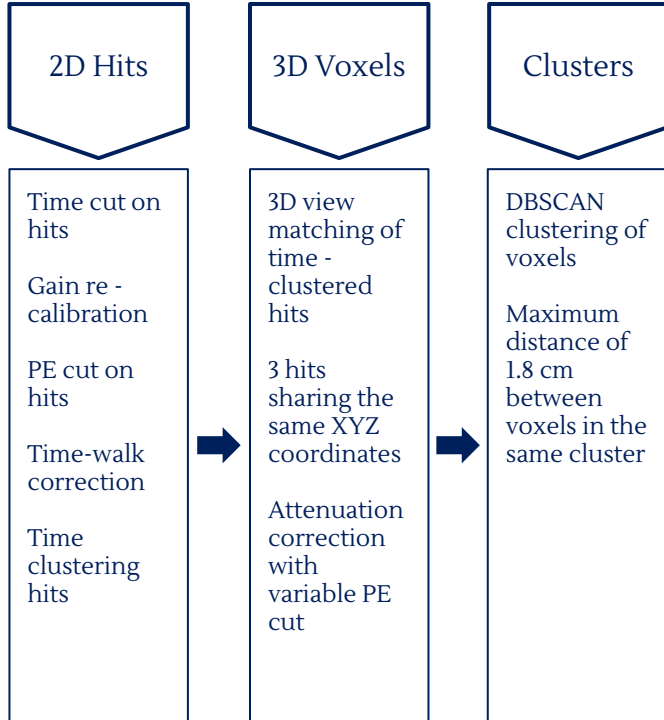 2D Hits
Time cut on
hits
Gain re -
calibration
PE cut on
hits
Time-walk
correction
Time
clustering
hits
3D Voxels
3D view
matching of
time -
clustered
hits
3 hits
sharing the
same XYZ
coordinates
Attenuation
correction
with
variable PE
cut
Clusters
DBSCAN
clustering of
voxels
Maximum
distance of
1.8 cm
between
voxels in the
same cluster